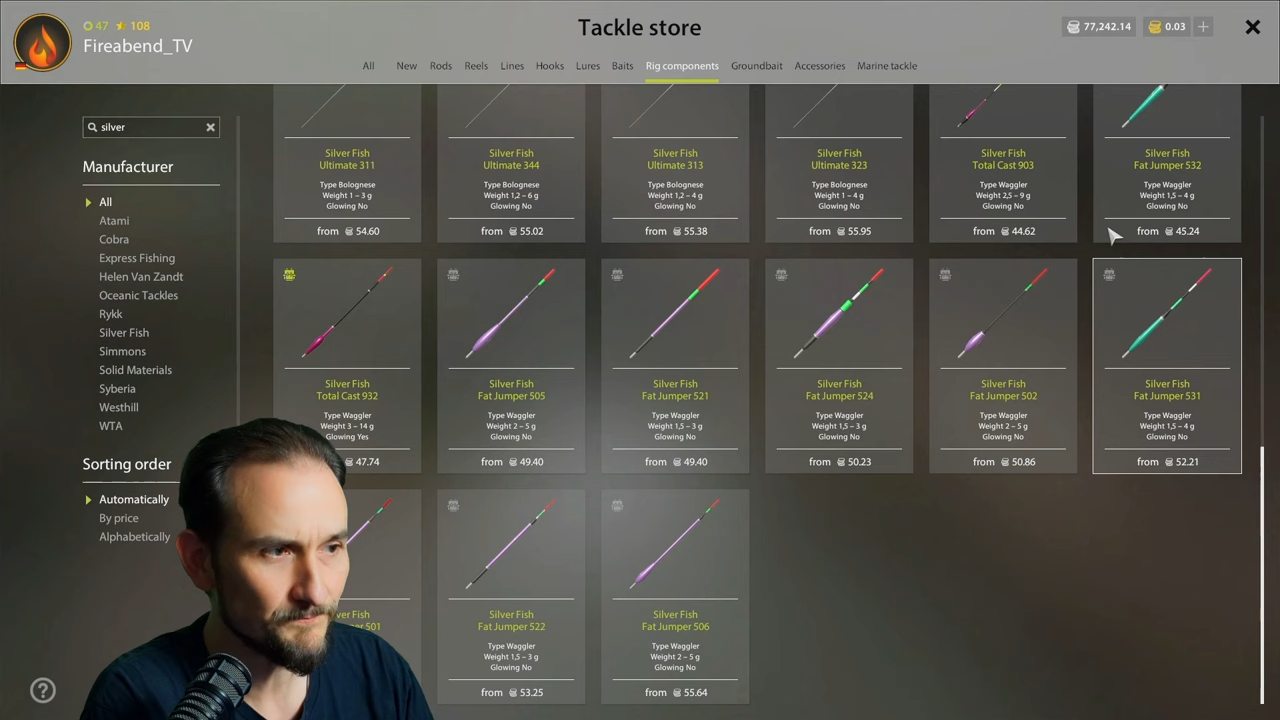 47 108
Fireabend_TV
Tackle store
77,242.14
0.03
All New Rods Reels Lines Hooks Lures Baits Rig components Groundbait Accessories Marine tackle
silver
Manufacturer
All
Atami
Cobra
Express Fishing
Helen Van Zandt
Oceanic Tackles
Rykk
Silver Fish
Simmons
Solid Materials
Syberia
Westhill
WTA
Sorting order
Automatically
By price
Alphabetically
Silver Fish
Ultimate 311
Type Bolognese
Weight 1 – 3 g
Glowing No
from 54.60
Silver Fish
Ultimate 344
Type Bolognese
Weight 1,2 – 6 g
Glowing No
from 55.02
Silver Fish
Ultimate 313
Type Bolognese
Weight 1,2 – 4 g
Glowing No
from 55.38
Silver Fish
Ultimate 323
Type Bolognese
Weight 1 – 4 g
Glowing No
from 55.95
Silver Fish
Total Cast 903
Type Waggler
Weight 2,5 – 9 g
Glowing No
from 44.62
Silver Fish
Fat Jumper 532
Type Waggler
Weight 1,5 – 4 g
Glowing No
from 45.24
Silver Fish
Total Cast 932
Type Waggler
Weight 3 – 14 g
Glowing Yes
47.74
Silver Fish
Fat Jumper 505
Type Waggler
Weight 2 – 5 g
Glowing No
from 49.40
Silver Fish
Fat Jumper 521
Type Waggler
Weight 1,5 – 3 g
Glowing No
from 49.40
Silver Fish
Fat Jumper 524
Type Waggler
Weight 1,5 – 3 g
Glowing No
from 50.23
Silver Fish
Fat Jumper 502
Type Waggler
Weight 2 – 5 g
Glowing No
from 50.86
Silver Fish
Fat Jumper 531
Type Waggler
Weight 1,5 – 4 g
Glowing No
from 52.21
Fish
501
Silver Fish
Fat Jumper 522
Type Waggler
Weight 1,5 – 3 g
Glowing No
from 53.25
Silver Fish
Fat Jumper 506
Type Waggler
Weight 2 – 5 g
Glowing No
from 55.64
?